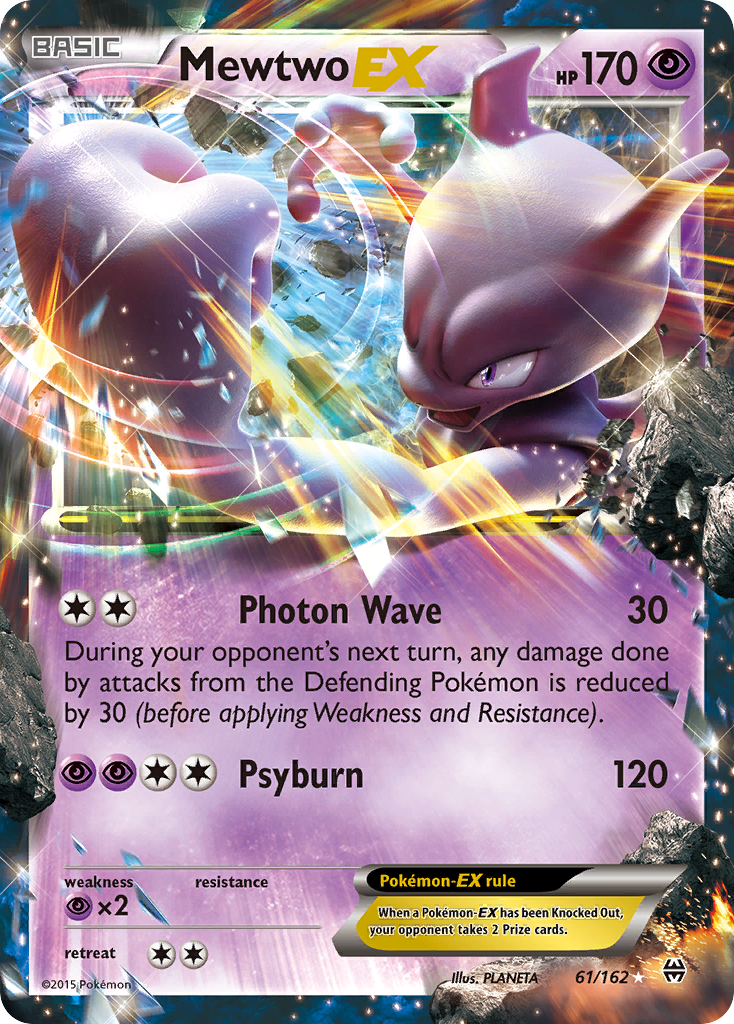 BASIC
Mewtwo EX
HP 170
Photon Wave 30
During your opponent's next turn, any damage done
by attacks from the Defending Pokémon is reduced
by 30 (before applying Weakness and Resistance).
Psyburn 120
weakness resistance
×2
Pokémon-EX rule
When a Pokémon-EX has been Knocked Out,
your opponent takes 2 Prize cards.
retreat
©2015 Pokémon
Illus. PLANETA 61/162